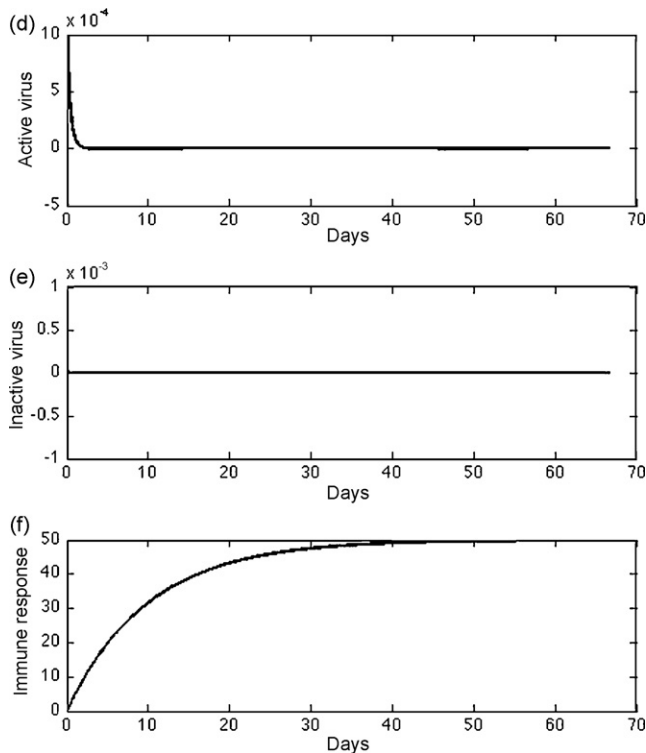 (d)
x 10⁻⁴
10
5
0
-5
Active virus
0 10 20 30 40 50 60 70
Days
(e)
x 10⁻³
1
0.5
0
-0.5
-1
Inactive virus
0 10 20 30 40 50 60 70
Days
(f)
50
40
30
20
10
0
Immune response
0 10 20 30 40 50 60 70
Days